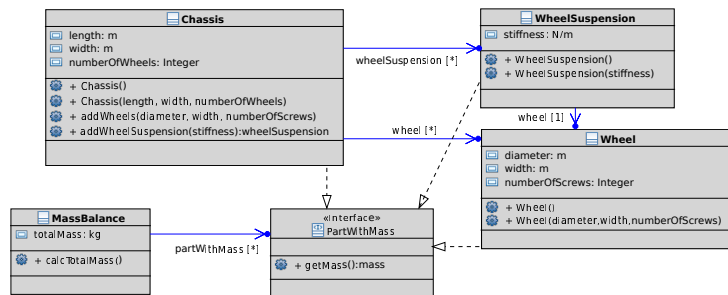 Chassis
length: m
width: m
numberOfWheels: Integer
+ Chassis()
+ Chassis(length, width, numberOfWheels)
+ addWheels(diameter, width, numberOfScrews)
+ addWheelSuspension(stiffness):wheelSuspension
wheelSuspension [*]
WheelSuspension
stiffness: N/m
+ WheelSuspension()
+ WheelSuspension(stiffness)
wheel [1]
wheel [*]
Wheel
diameter: m
width: m
numberOfScrews: Integer
+ Wheel()
+ Wheel(diameter,width,numberOfScrews)
MassBalance
totalMass: kg
+ calcTotalMass()
partWithMass [*]
«Interface»
PartWithMass
+ getMass():mass